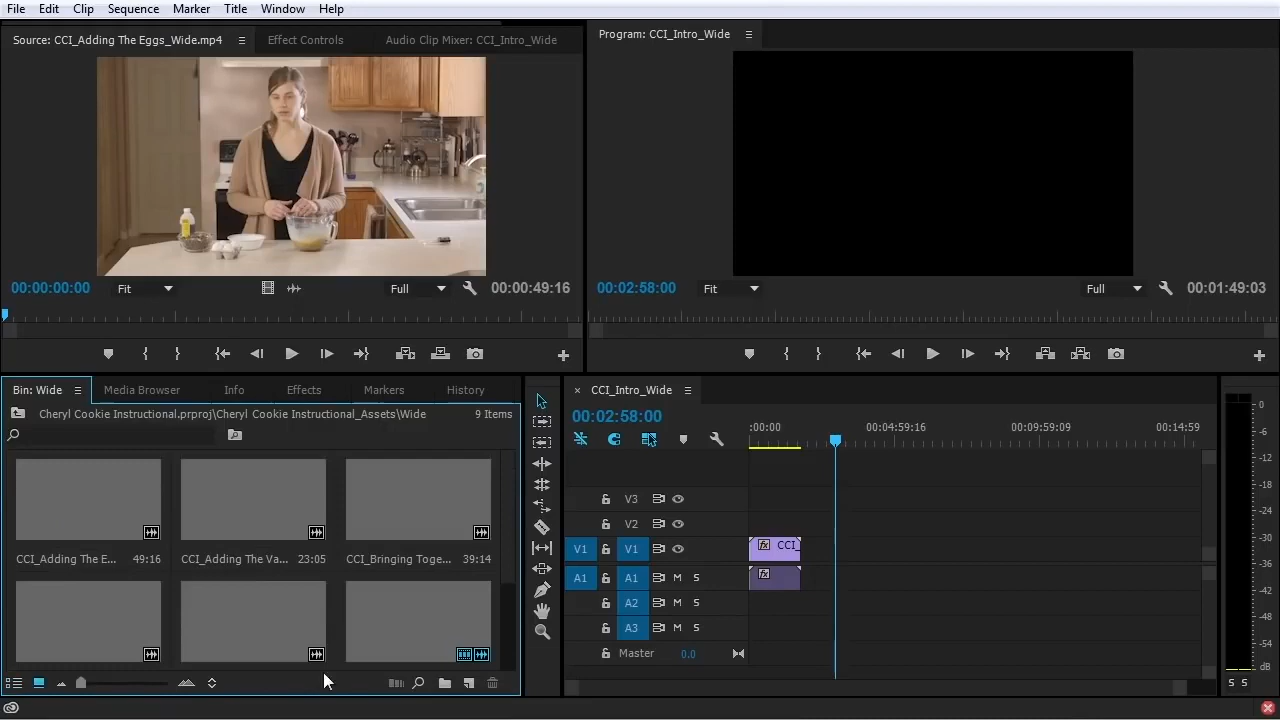 File Edit Clip Sequence Marker Title Window Help
Source: CCI_Adding The Eggs_Wide.mp4 Effect Controls Audio Clip Mixer: CCI_Intro_Wide
Program: CCI_Intro_Wide
00:00:00:00 Fit Full 00:00:49:16
00:02:58:00 Fit Full 00:01:49:03
Bin: Wide Media Browser Info Effects Markers History
Cheryl Cookie Instructional.prproj\Cheryl Cookie Instructional_Assets\Wide 9 Items
CCI_Adding The E... 49:16 CCI_Adding The Va... 23:05 CCI_Bringing Toge... 39:14
× CCI_Intro_Wide
00:02:58:00
:00:00 00:04:59:16 00:09:59:09 00:14:59
V3
V2
V1 V1 fx CCI_
A1 A1 M S fx
A2 M S
A3 M S
Master 0.0
0
-6
-12
-18
-24
-30
-36
-42
-48
-54
dB
S S